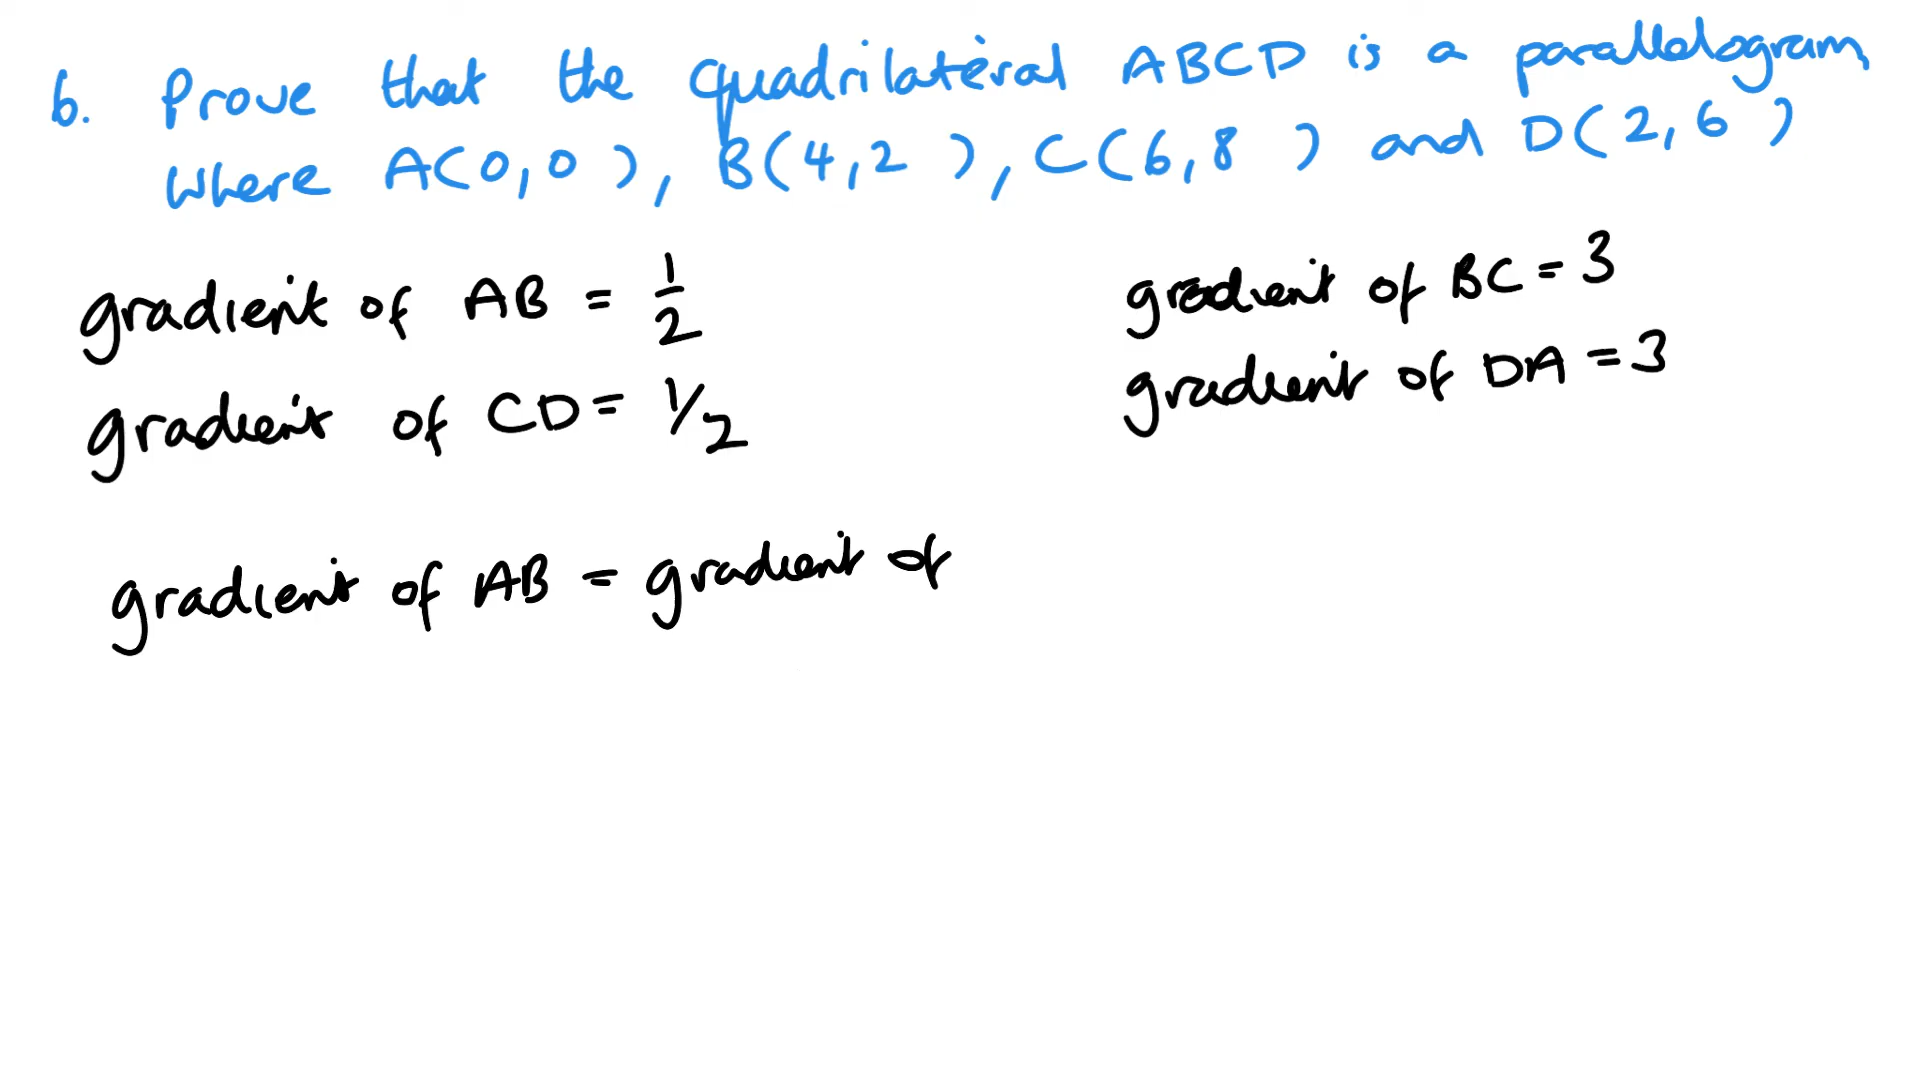 6. Prove that the quadrilateral ABCD is a parallelogram
where A(0,0), B(4,2), C(6,8) and D(2,6)
gradient of AB = 1/2
gradient of CD = 1/2
gradient of BC = 3
gradient of DA = 3
gradient of AB = gradient of